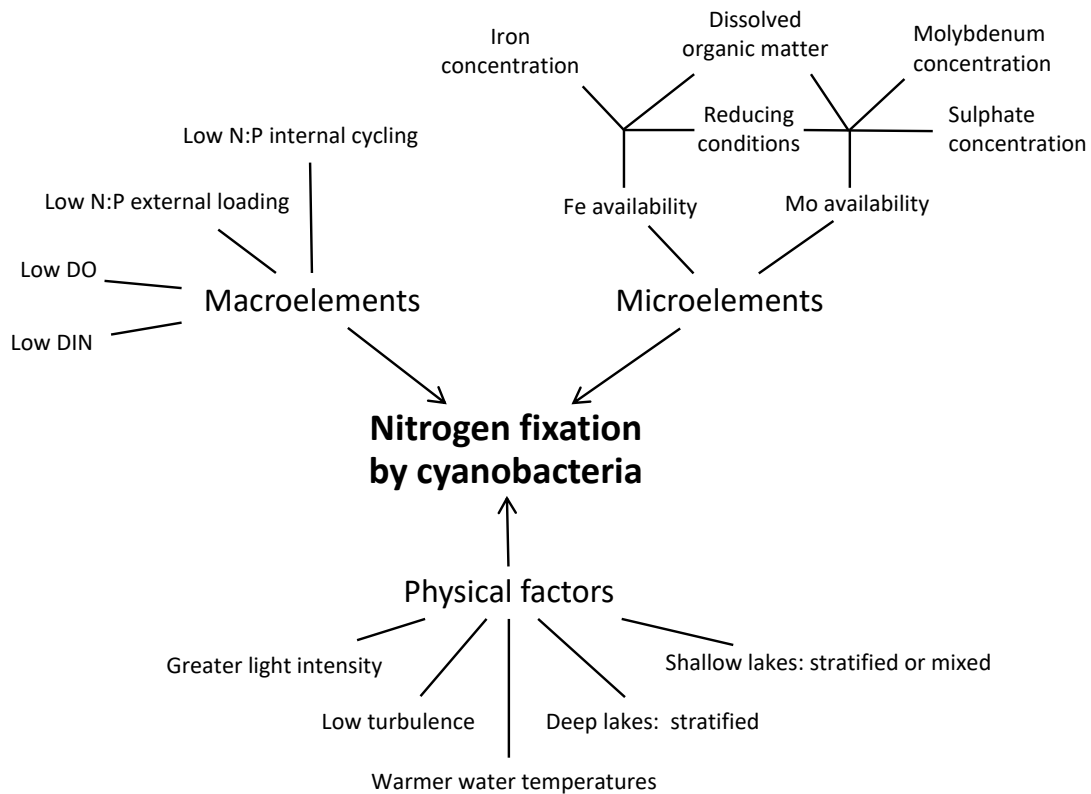 Iron
concentration
Dissolved
organic matter
Molybdenum
concentration
Reducing
conditions
Sulphate
concentration
Low N:P internal cycling
Low N:P external loading
Fe availability
Mo availability
Low DO
Low DIN
Macroelements
Microelements
Nitrogen fixation
by cyanobacteria
Physical factors
Greater light intensity
Shallow lakes: stratified or mixed
Low turbulence
Deep lakes: stratified
Warmer water temperatures